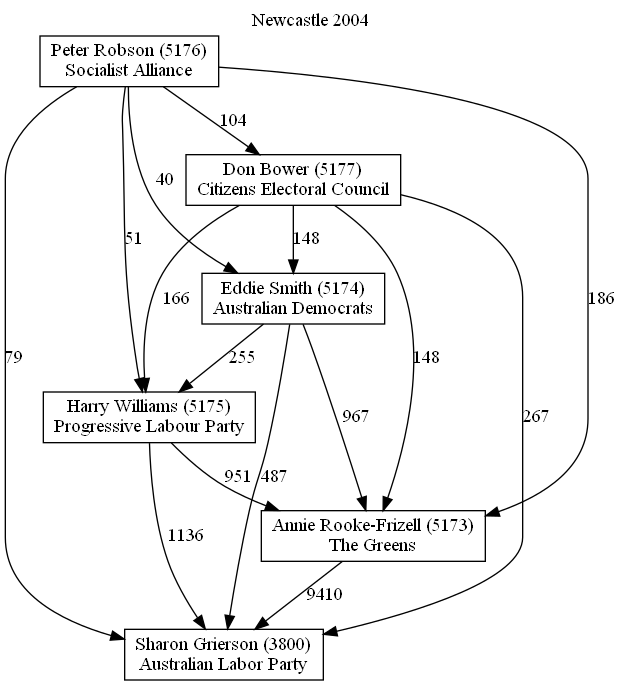 Newcastle 2004
Peter Robson (5176)
Socialist Alliance
104
Don Bower (5177)
Citizens Electoral Council
40
51
148
166
186
Eddie Smith (5174)
Australian Democrats
79
255
148
Harry Williams (5175)
Progressive Labour Party
967
267
951
487
Annie Rooke-Frizell (5173)
The Greens
1136
9410
Sharon Grierson (3800)
Australian Labor Party